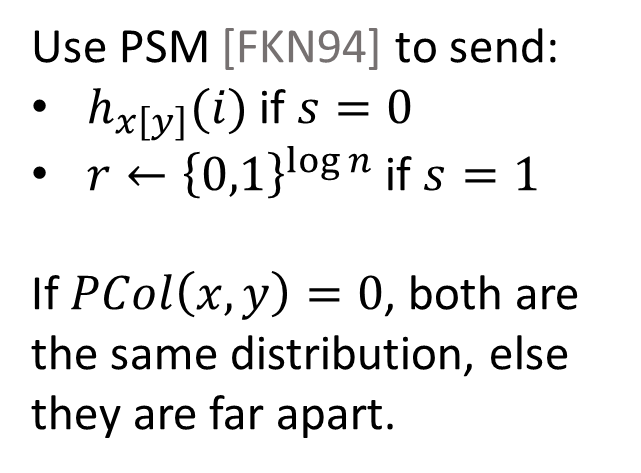 Use PSM [FKN94] to send:
• h_{x[y]}(i) if s = 0
• r ← {0,1}^{log n} if s = 1
If PCol(x, y) = 0, both are
the same distribution, else
they are far apart.